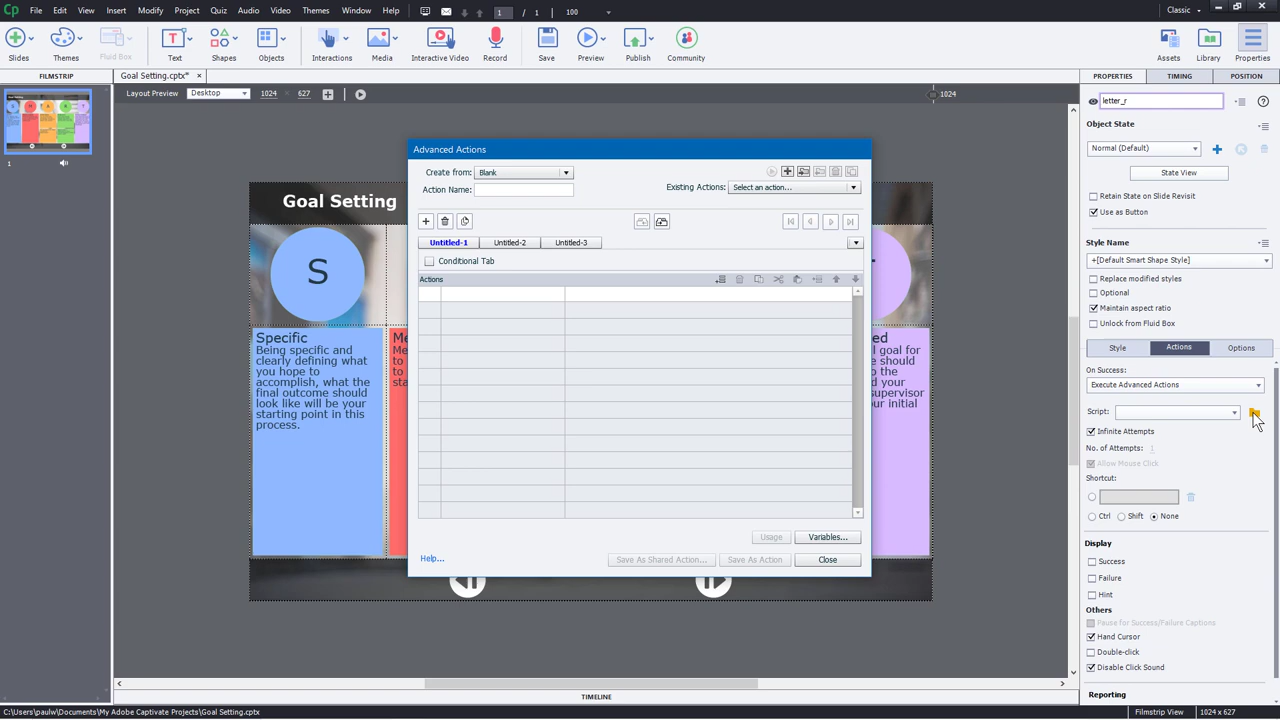 Cp File Edit View Insert Modify Project Quiz Audio Video Themes Window Help 1 / 1 100 Classic
Slides Themes Fluid Box Text Shapes Objects Interactions Media Interactive Video Record Save Preview Publish Community Assets Library Properties
FILMSTRIP Goal Setting.cptx* × PROPERTIES TIMING POSITION
Layout Preview Desktop 1024 × 627 1024
1
Goal Setting
S
Specific
Being specific and
clearly defining what
you hope to
accomplish, what the
final outcome should
look like will be your
starting point in this
process.
Advanced Actions
Create from: Blank
Action Name:
Existing Actions: Select an action...
Untitled-1 Untitled-2 Untitled-3
Conditional Tab
Actions
Usage Variables...
Help... Save As Shared Action... Save As Action Close
letter_r
Object State
Normal (Default)
State View
Retain State on Slide Revisit
Use as Button
Style Name
+[Default Smart Shape Style]
Replace modified styles
Optional
Maintain aspect ratio
Unlock from Fluid Box
Style Actions Options
On Success:
Execute Advanced Actions
Script:
Infinite Attempts
No. of Attempts: 1
Allow Mouse Click
Shortcut:
Ctrl Shift None
Display
Success
Failure
Hint
Others
Pause for Success/Failure Captions
Hand Cursor
Double-click
Disable Click Sound
Reporting
TIMELINE
C:\Users\paulw\Documents\My Adobe Captivate Projects\Goal Setting.cptx Filmstrip View 1024 x 627